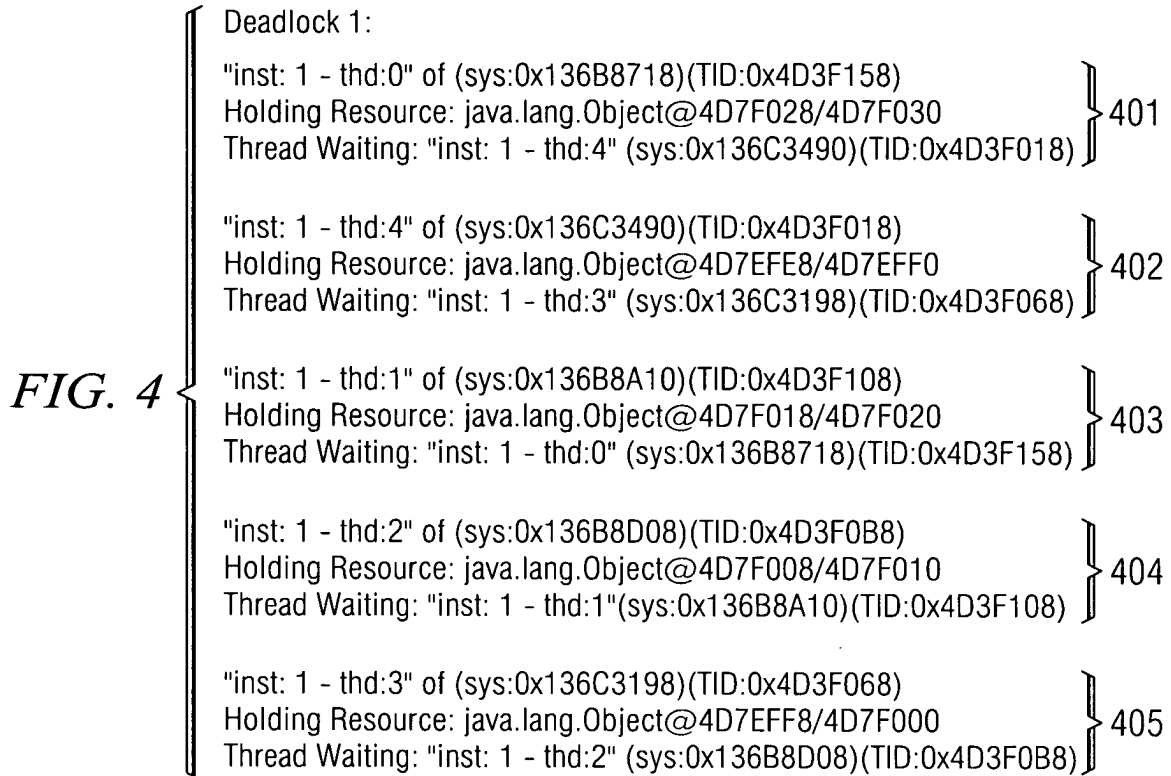 Deadlock 1:
"inst: 1 - thd:0" of (sys:0x136B8718)(TID:0x4D3F158)
Holding Resource: java.lang.Object@4D7F028/4D7F030
Thread Waiting: "inst: 1 - thd:4" (sys:0x136C3490)(TID:0x4D3F018)
401
"inst: 1 - thd:4" of (sys:0x136C3490)(TID:0x4D3F018)
Holding Resource: java.lang.Object@4D7EFE8/4D7EFF0
Thread Waiting: "inst: 1 - thd:3" (sys:0x136C3198)(TID:0x4D3F068)
402
FIG. 4
"inst: 1 - thd:1" of (sys:0x136B8A10)(TID:0x4D3F108)
Holding Resource: java.lang.Object@4D7F018/4D7F020
Thread Waiting: "inst: 1 - thd:0" (sys:0x136B8718)(TID:0x4D3F158)
403
"inst: 1 - thd:2" of (sys:0x136B8D08)(TID:0x4D3F0B8)
Holding Resource: java.lang.Object@4D7F008/4D7F010
Thread Waiting: "inst: 1 - thd:1"(sys:0x136B8A10)(TID:0x4D3F108)
404
"inst: 1 - thd:3" of (sys:0x136C3198)(TID:0x4D3F068)
Holding Resource: java.lang.Object@4D7EFF8/4D7F000
Thread Waiting: "inst: 1 - thd:2" (sys:0x136B8D08)(TID:0x4D3F0B8)
405